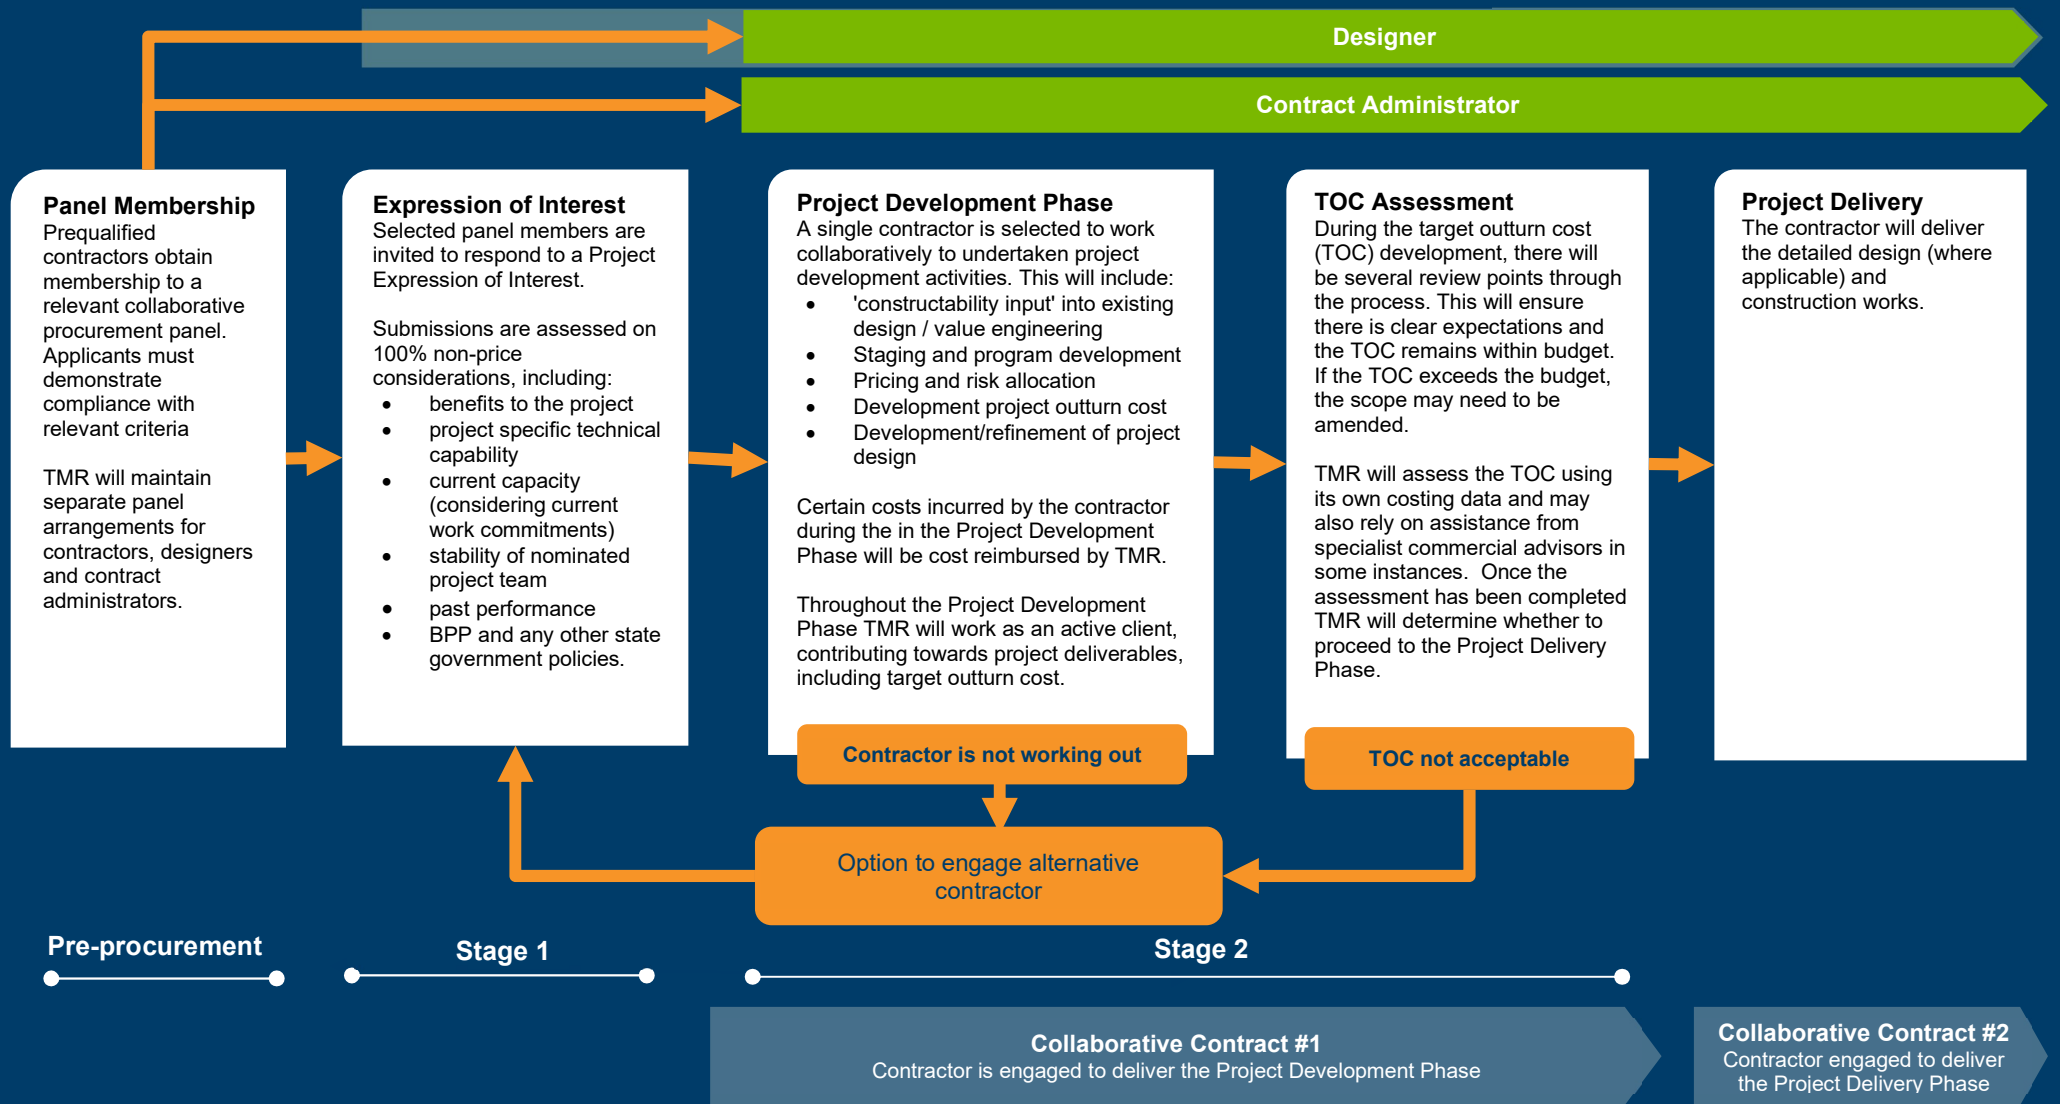 Designer
Contract Administrator
Panel Membership
Prequalified
contractors obtain
membership to a
relevant collaborative
procurement panel.
Applicants must
demonstrate
compliance with
relevant criteria
TMR will maintain
separate panel
arrangements for
contractors, designers
and contract
administrators.
Expression of Interest
Selected panel members are
invited to respond to a Project
Expression of Interest.
Submissions are assessed on
100% non-price
considerations, including:
• benefits to the project
• project specific technical
capability
• current capacity
(considering current
work commitments)
• stability of nominated
project team
• past performance
• BPP and any other state
government policies.
Project Development Phase
A single contractor is selected to work
collaboratively to undertaken project
development activities. This will include:
• 'constructability input' into existing
design / value engineering
• Staging and program development
• Pricing and risk allocation
• Development project outturn cost
• Development/refinement of project
design
Certain costs incurred by the contractor
during the in the Project Development
Phase will be cost reimbursed by TMR.
Throughout the Project Development
Phase TMR will work as an active client,
contributing towards project deliverables,
including target outturn cost.
Contractor is not working out
TOC Assessment
During the target outturn cost
(TOC) development, there will
be several review points through
the process. This will ensure
there is clear expectations and
the TOC remains within budget.
If the TOC exceeds the budget,
the scope may need to be
amended.
TMR will assess the TOC using
its own costing data and may
also rely on assistance from
specialist commercial advisors in
some instances.  Once the
assessment has been completed
TMR will determine whether to
proceed to the Project Delivery
Phase.
TOC not acceptable
Project Delivery
The contractor will deliver
the detailed design (where
applicable) and
construction works.
Option to engage alternative
contractor
Pre-procurement
Stage 1
Stage 2
Collaborative Contract #1
Contractor is engaged to deliver the Project Development Phase
Collaborative Contract #2
Contractor engaged to deliver
the Project Delivery Phase